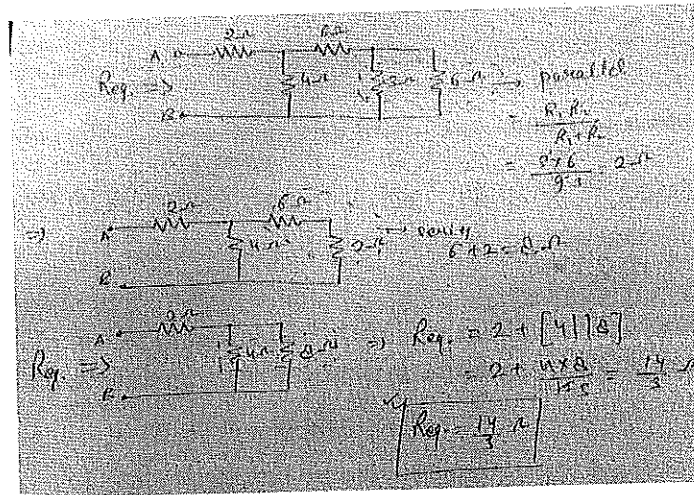 2Ω 6Ω
A
Req. ⇒ 4Ω 3Ω 6Ω → parallel
B
= R₁ R₂ / R₁ + R₂
= 3×6 / 9 = 2Ω
⇒ A 2Ω 6Ω
4Ω 2Ω → series
6+2 = 8Ω
B
A 2Ω
Req. ⇒ 4Ω 8Ω ⇒ Req. = 2 + [4||8]
B
= 2 + 4×8 / = 14/3 Ω
Req. = 14/3 Ω